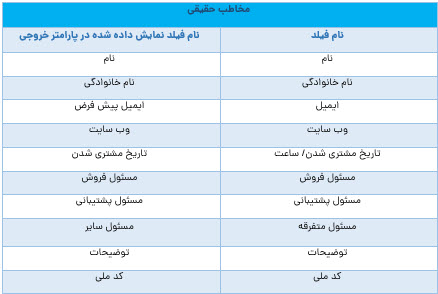 مخاطب حقیقی
نام فیلد	نام فیلد نمایش داده شده در پارامتر خروجی
نام	نام
نام خانوادگی	نام خانوادگی
ایمیل	ایمیل پیش فرض
وب سایت	وب سایت
تاریخ مشتری شدن/ ساعت	تاریخ مشتری شدن
مسئول فروش	مسئول فروش
مسئول پشتیبانی	مسئول پشتیبانی
مسئول متفرقه	مسئول سایر
توضیحات	توضیحات
کد ملی	کد ملی